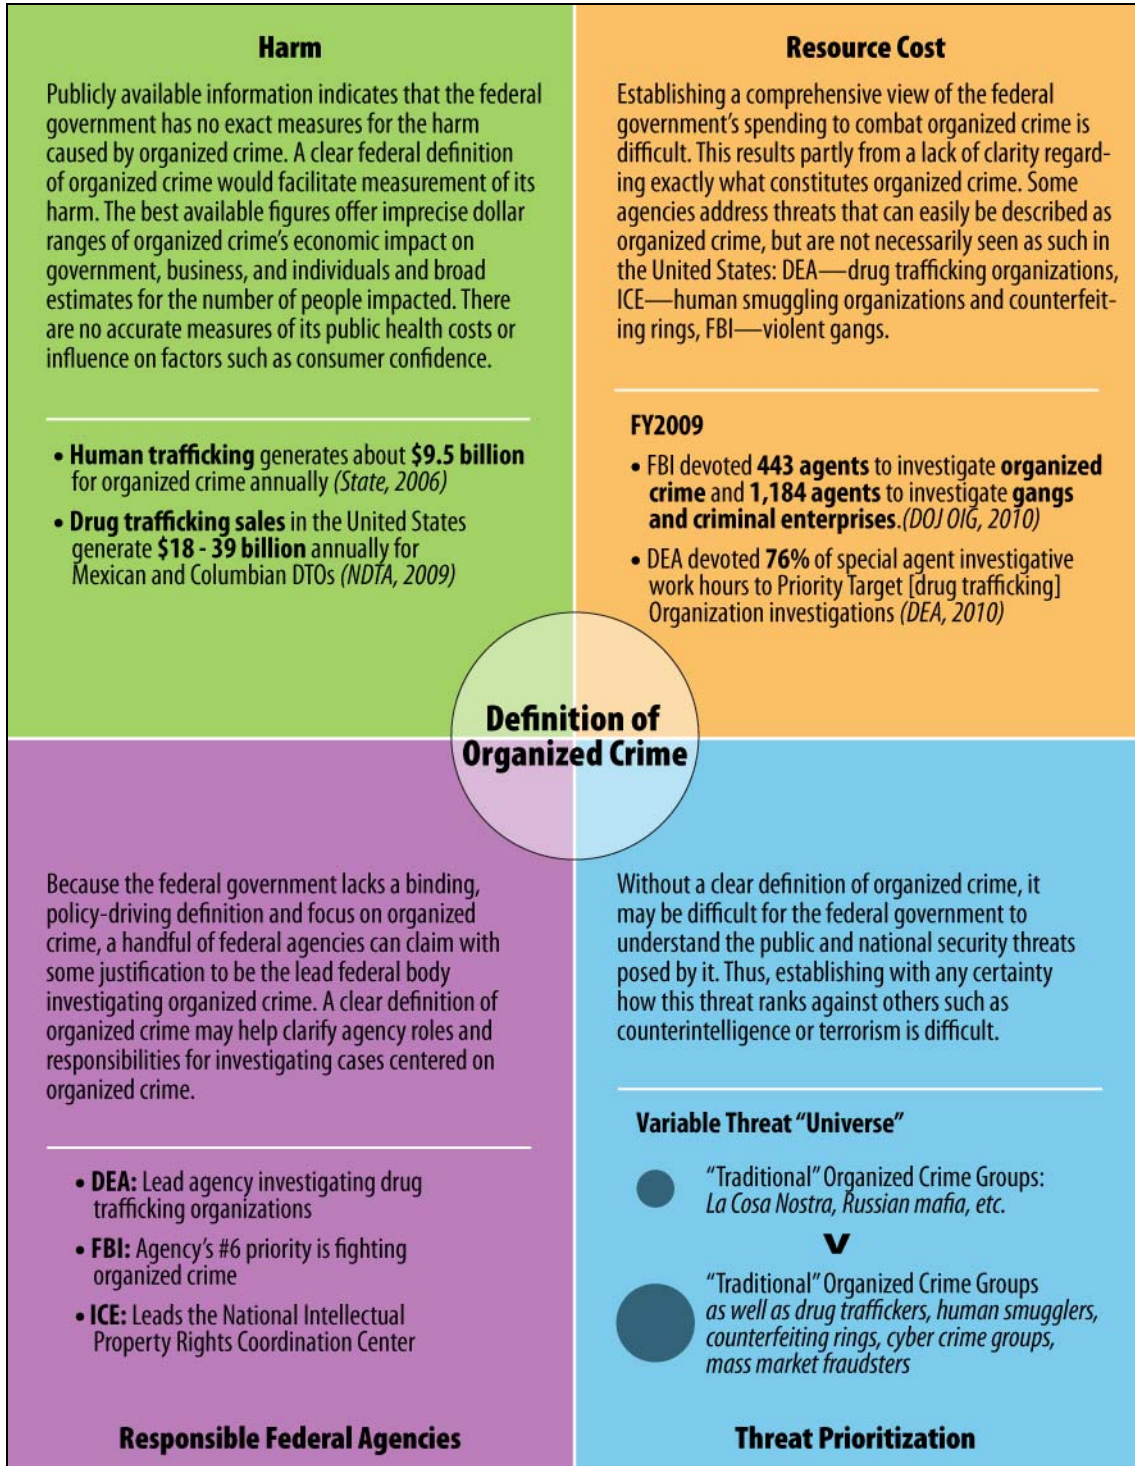 Harm
Publicly available information indicates that the federal
government has no exact measures for the harm
caused by organized crime. A clear federal definition
of organized crime would facilitate measurement of its
harm. The best available figures offer imprecise dollar
ranges of organized crime's economic impact on
government, business, and individuals and broad
estimates for the number of people impacted. There
are no accurate measures of its public health costs or
influence on factors such as consumer confidence.
• Human trafficking generates about $9.5 billion
for organized crime annually (State, 2006)
• Drug trafficking sales in the United States
generate $18 - 39 billion annually for
Mexican and Columbian DTOs (NDTA, 2009)
Resource Cost
Establishing a comprehensive view of the federal
government's spending to combat organized crime is
difficult. This results partly from a lack of clarity regard-
ing exactly what constitutes organized crime. Some
agencies address threats that can easily be described as
organized crime, but are not necessarily seen as such in
the United States: DEA—drug trafficking organizations,
ICE—human smuggling organizations and counterfeit-
ing rings, FBI—violent gangs.
FY2009
• FBI devoted 443 agents to investigate organized
crime and 1,184 agents to investigate gangs
and criminal enterprises.(DOJ OIG, 2010)
• DEA devoted 76% of special agent investigative
work hours to Priority Target [drug trafficking]
Organization investigations (DEA, 2010)
Definition of
Organized Crime
Because the federal government lacks a binding,
policy-driving definition and focus on organized
crime, a handful of federal agencies can claim with
some justification to be the lead federal body
investigating organized crime. A clear definition of
organized crime may help clarify agency roles and
responsibilities for investigating cases centered on
organized crime.
• DEA: Lead agency investigating drug
trafficking organizations
• FBI: Agency's #6 priority is fighting
organized crime
• ICE: Leads the National Intellectual
Property Rights Coordination Center
Responsible Federal Agencies
Without a clear definition of organized crime, it
may be difficult for the federal government to
understand the public and national security threats
posed by it. Thus, establishing with any certainty
how this threat ranks against others such as
counterintelligence or terrorism is difficult.
Variable Threat "Universe"
"Traditional" Organized Crime Groups:
La Cosa Nostra, Russian mafia, etc.
V
"Traditional" Organized Crime Groups
as well as drug traffickers, human smugglers,
counterfeiting rings, cyber crime groups,
mass market fraudsters
Threat Prioritization